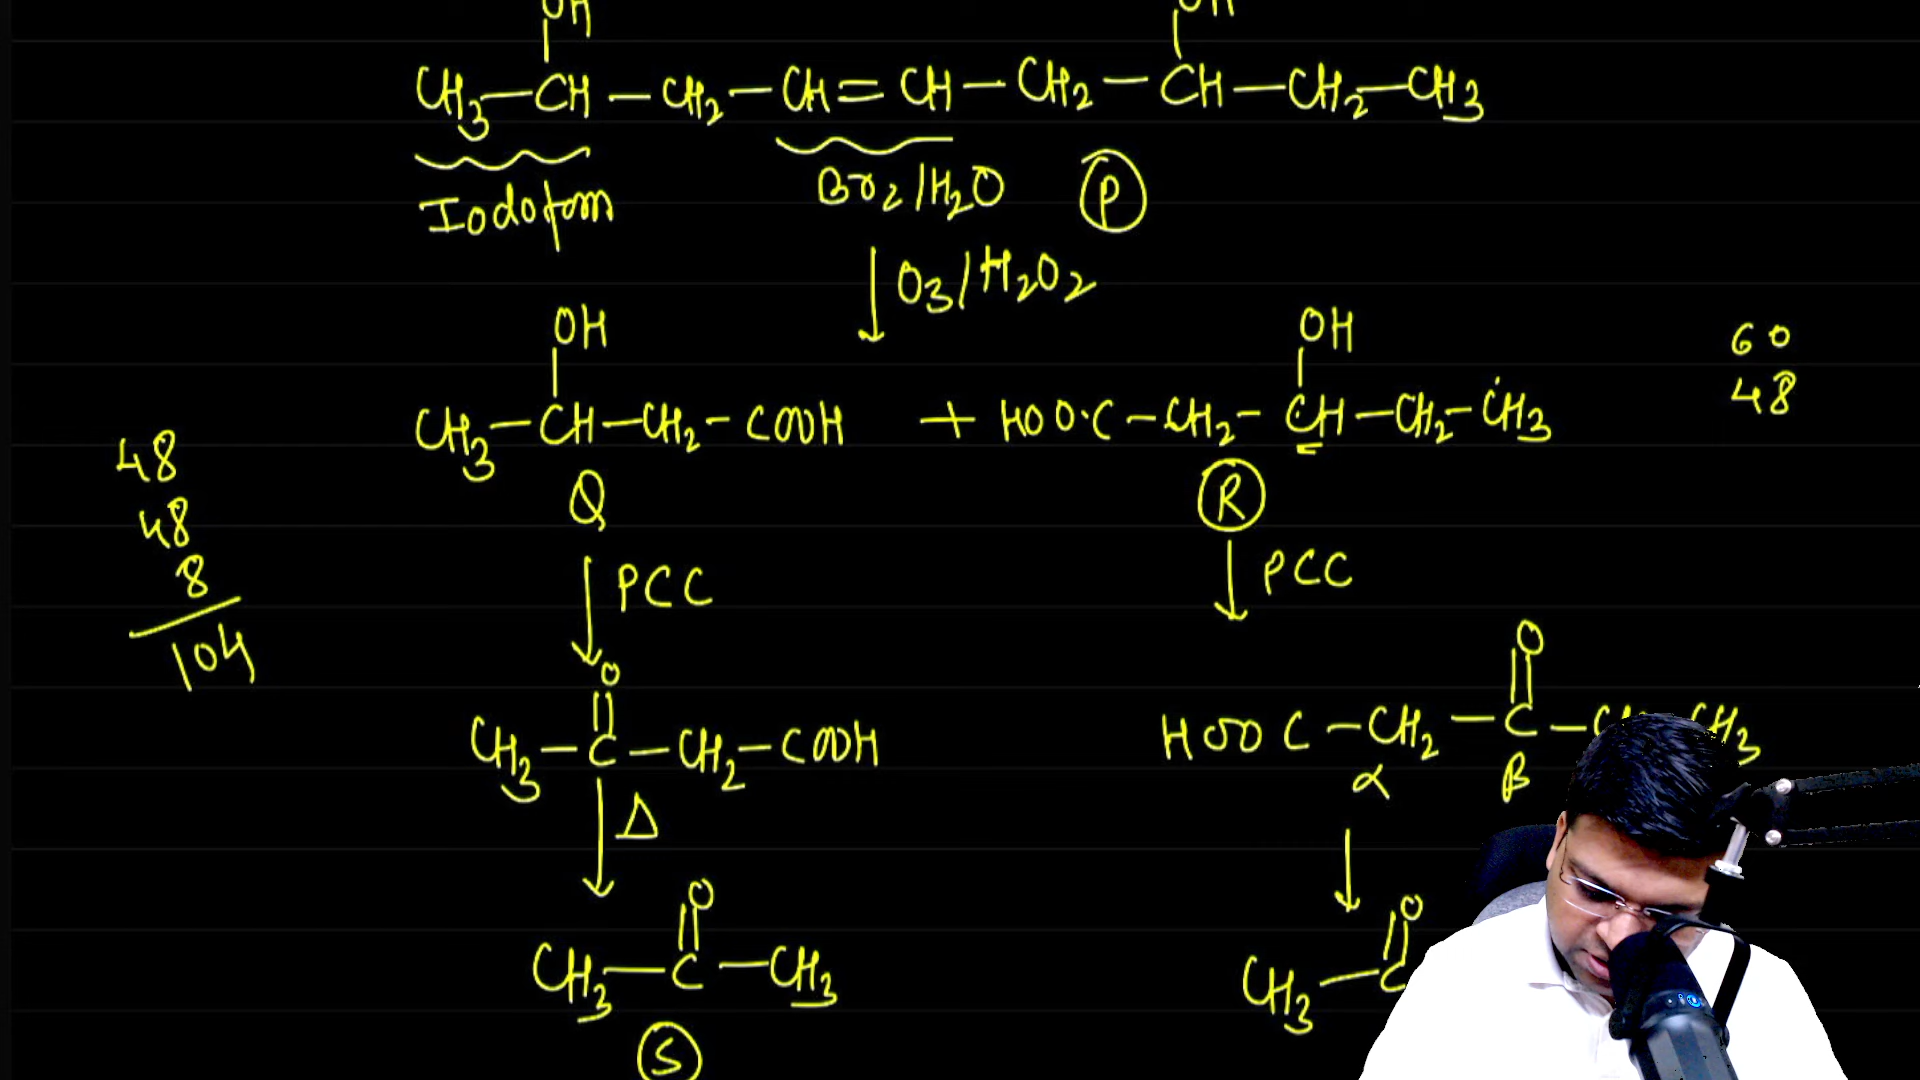 OH OH
CH3-CH-CH2-CH=CH-CH2-CH-CH2-CH3
Iodoform Br2/H2O P
O3/H2O2
OH OH
CH3-CH-CH2-COOH + HOOC-CH2-CH-CH2-CH3
Q R
60
48
48
48
8
104
PCC PCC
O O
CH3-C-CH2-COOH HOOC-CH2-C-CH3
α β
Δ
O O
CH3-C-CH3 CH3-C
S